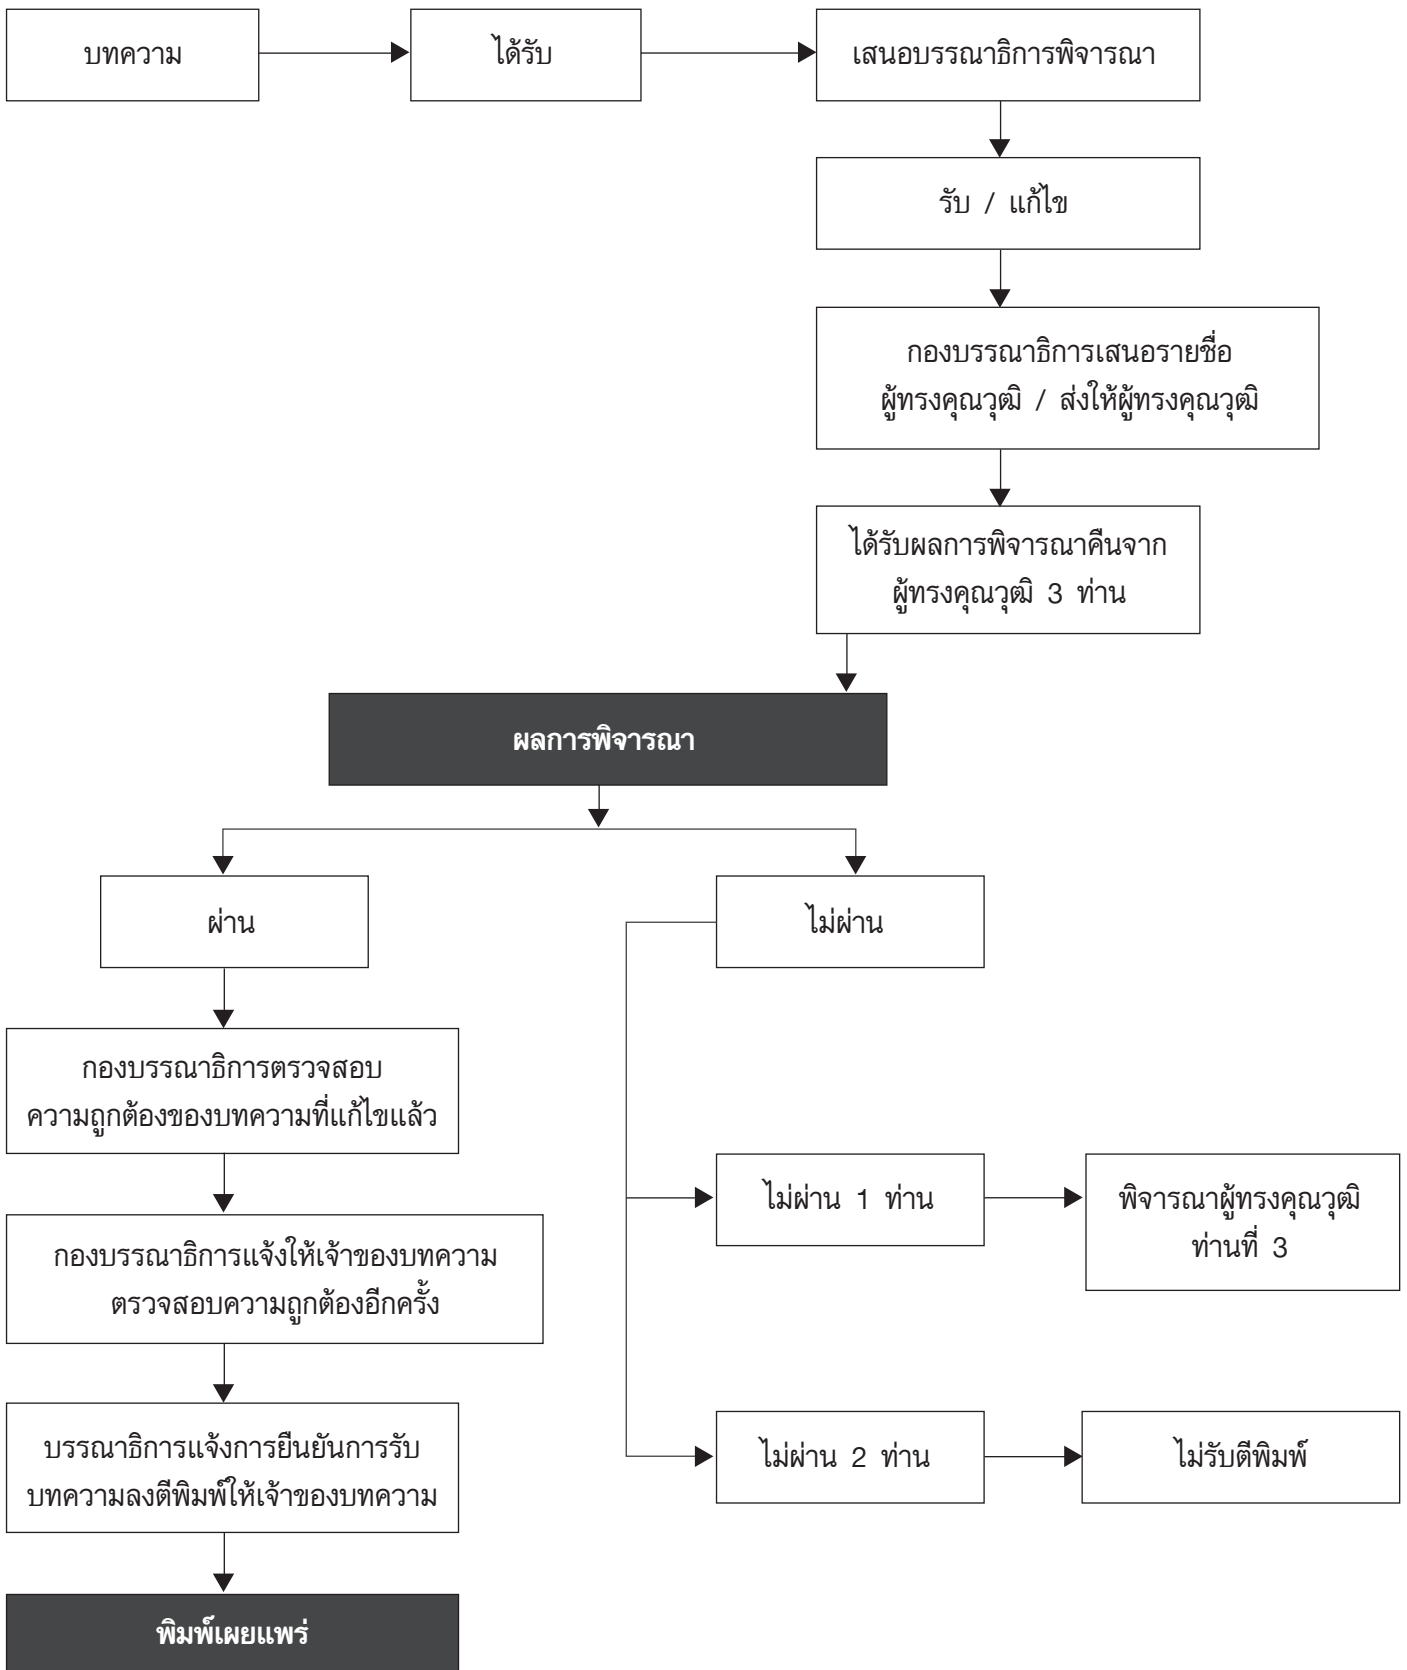 บทความ
ได้รับ
เสนอบรรณาธิการพิจารณา
รับ / แก้ไข
กองบรรณาธิการเสนอรายชื่อ
ผู้ทรงคุณวุฒิ / ส่งให้ผู้ทรงคุณวุฒิ
ได้รับผลการพิจารณาคืนจาก
ผู้ทรงคุณวุฒิ 3 ท่าน
ผลการพิจารณา
ผ่าน
ไม่ผ่าน
กองบรรณาธิการตรวจสอบ
ความถูกต้องของบทความที่แก้ไขแล้ว
กองบรรณาธิการแจ้งให้เจ้าของบทความ
ตรวจสอบความถูกต้องอีกครั้ง
บรรณาธิการแจ้งการยืนยันการรับ
บทความลงตีพิมพ์ให้เจ้าของบทความ
พิมพ์เผยแพร่
ไม่ผ่าน 1 ท่าน
พิจารณาผู้ทรงคุณวุฒิ
ท่านที่ 3
ไม่ผ่าน 2 ท่าน
ไม่รับตีพิมพ์